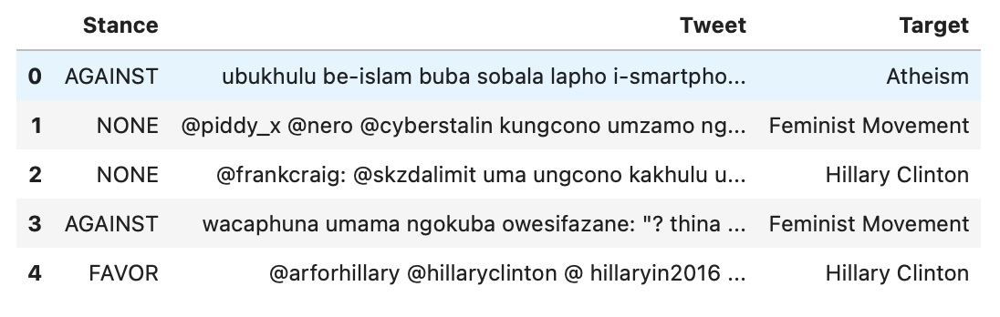 Stance Tweet Target
0 AGAINST ubukhulu be-islam buba sobala lapho i-smartpho... Atheism
1 NONE @piddy_x @nero @cyberstalin kungcono umzamo ng... Feminist Movement
2 NONE @frankcraig: @skzdalimit uma ungcono kakhulu u... Hillary Clinton
3 AGAINST wacaphuna umama ngokuba owesifazane: "? thina ... Feminist Movement
4 FAVOR @arforhillary @hillaryclinton @ hillaryin2016 ... Hillary Clinton